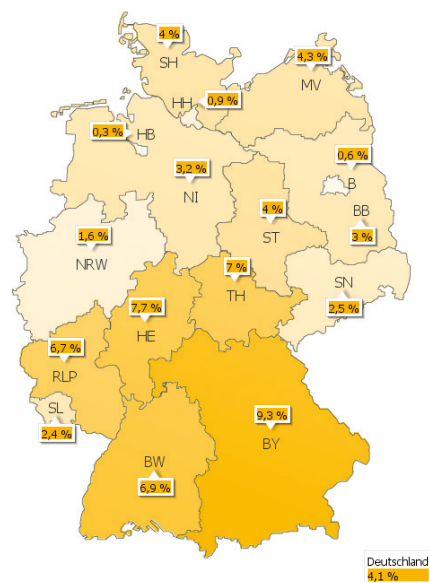 4 %
SH
4,3 %
MV
HH
0,9 %
0,3 %
HB
3,2 %
NI
0,6 %
B
BB
3 %
4 %
ST
1,6 %
NRW
7 %
TH
SN
2,5 %
7,7 %
HE
6,7 %
RLP
SL
2,4 %
9,3 %
BY
BW
6,9 %
Deutschland
4,1 %